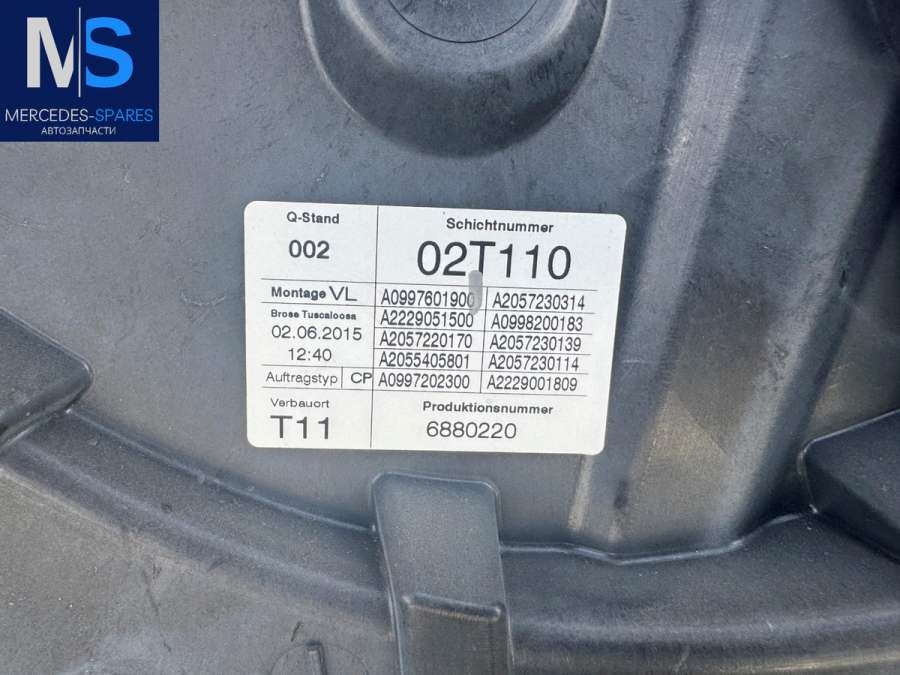 MS
MERCEDES-SPARES
АВТОЗАПЧАСТИ
Q-Stand
002
Schichtnummer
02T110
Montage VL
Brose Tuscaloosa
02.06.2015
12:40
Auftragstyp CP
A0997601900 A2057230314
A2229051500 A0998200183
A2057220170 A2057230139
A2055405801 A2057230114
A0997202300 A2229001809
Verbauort
T11
Produktionsnummer
6880220